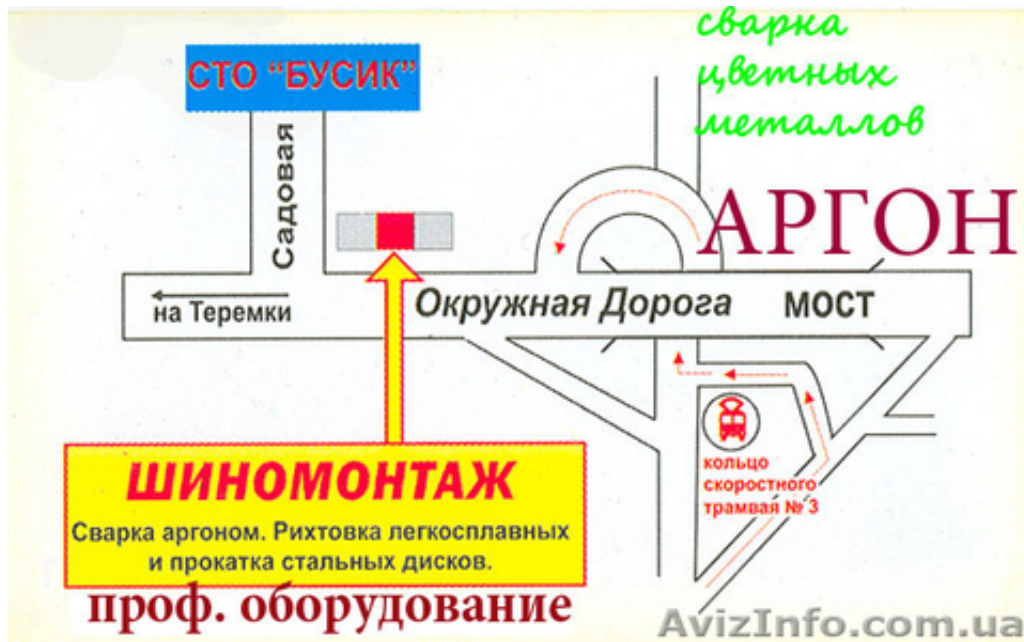 сварка
цветных
металлов
СТО “БУСИК”
Садовая
АРГОН
на Теремки
Окружная Дорога
МОСТ
кольцо
скоростного
трамвая № 3
ШИНОМОНТАЖ
Сварка аргоном. Рихтовка легкосплавных
и прокатка стальных дисков.
проф. оборудование
AvizInfo.com.ua